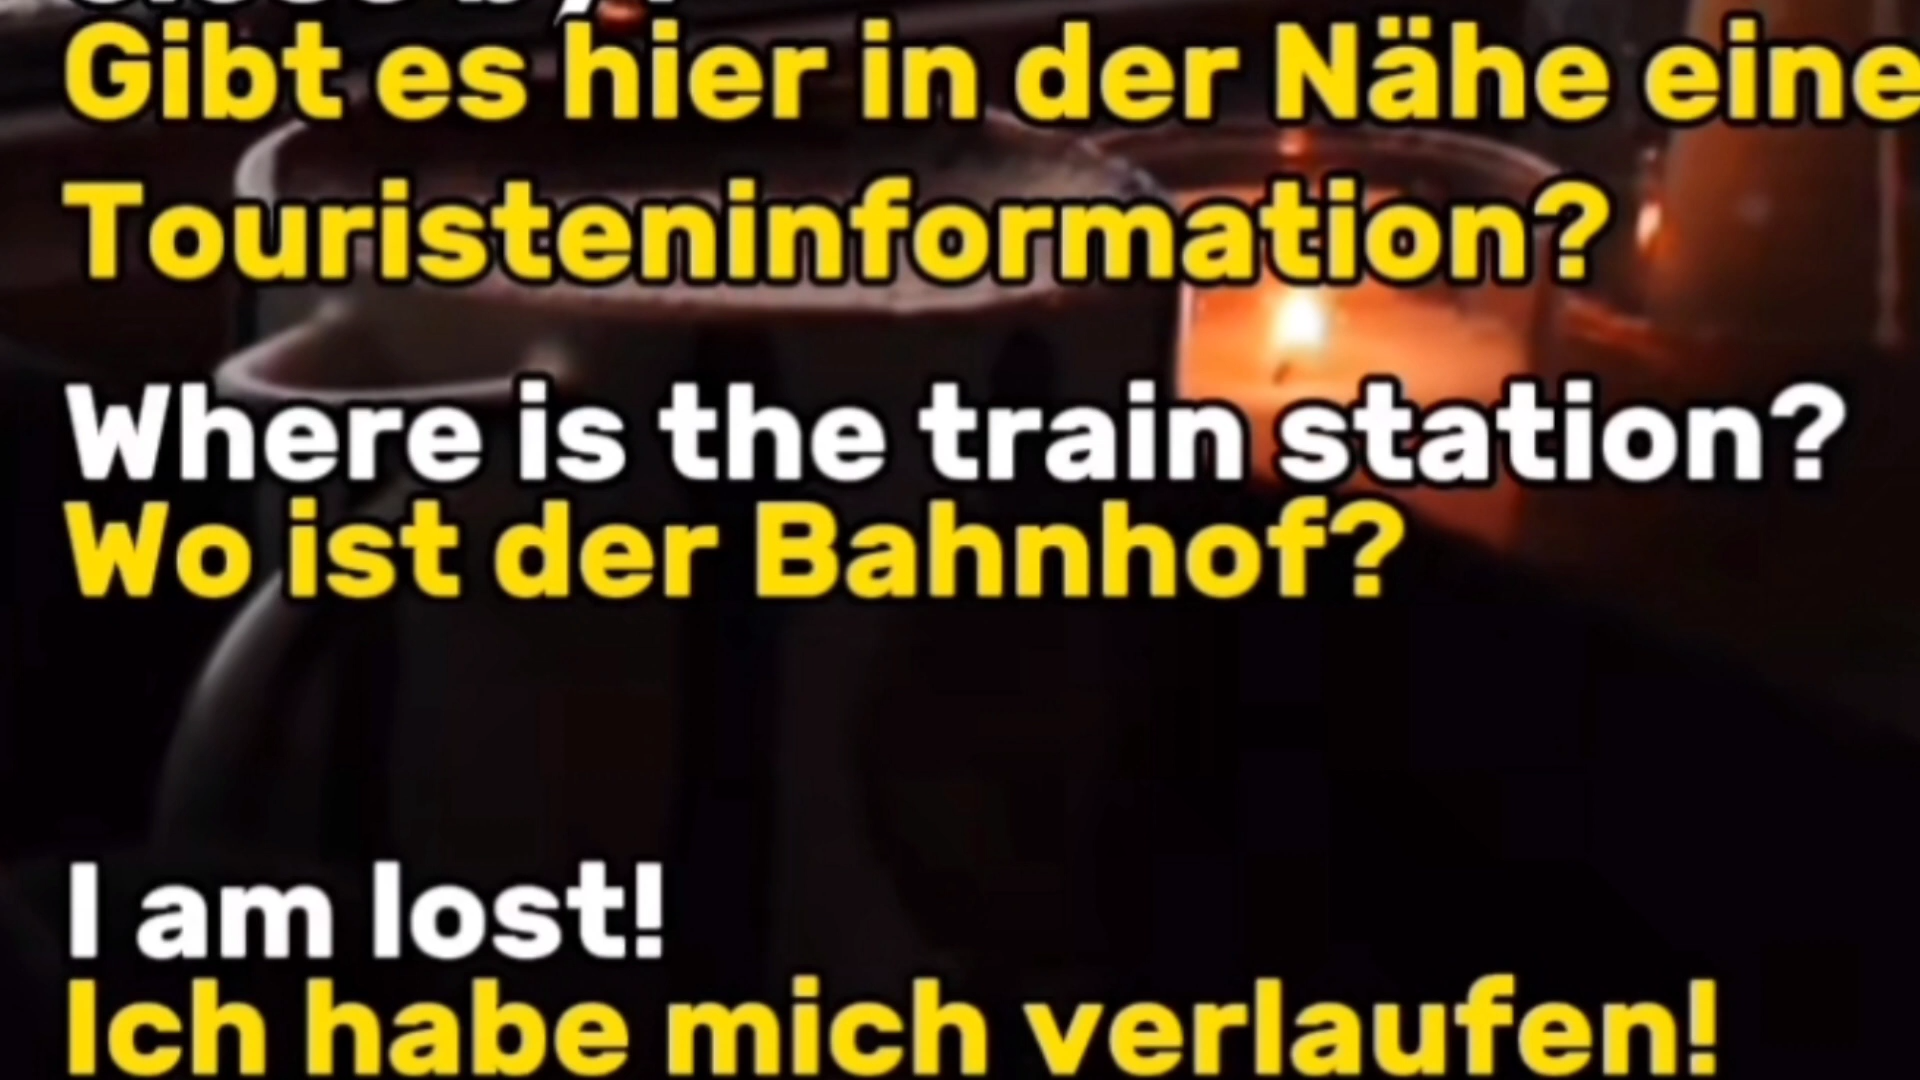 Gibt es hier in der Nähe eine
Touristeninformation?
Where is the train station?
Wo ist der Bahnhof?
I am lost!
Ich habe mich verlaufen!